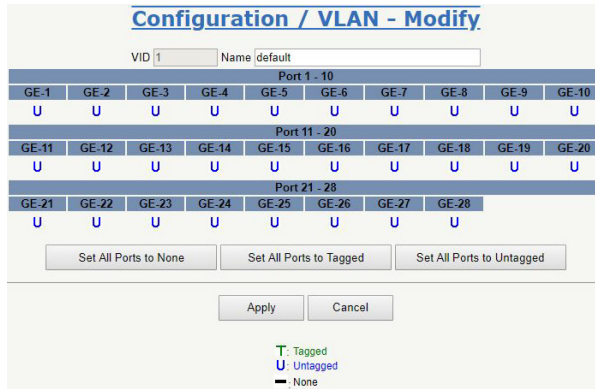 Configuration / VLAN - Modify
VID 1 Name default
Port 1 - 10
GE-1 GE-2 GE-3 GE-4 GE-5 GE-6 GE-7 GE-8 GE-9 GE-10
U U U U U U U U U U
Port 11 - 20
GE-11 GE-12 GE-13 GE-14 GE-15 GE-16 GE-17 GE-18 GE-19 GE-20
U U U U U U U U U U
Port 21 - 28
GE-21 GE-22 GE-23 GE-24 GE-25 GE-26 GE-27 GE-28
U U U U U U U U
Set All Ports to None Set All Ports to Tagged Set All Ports to Untagged
Apply Cancel
T: Tagged
U: Untagged
-: None